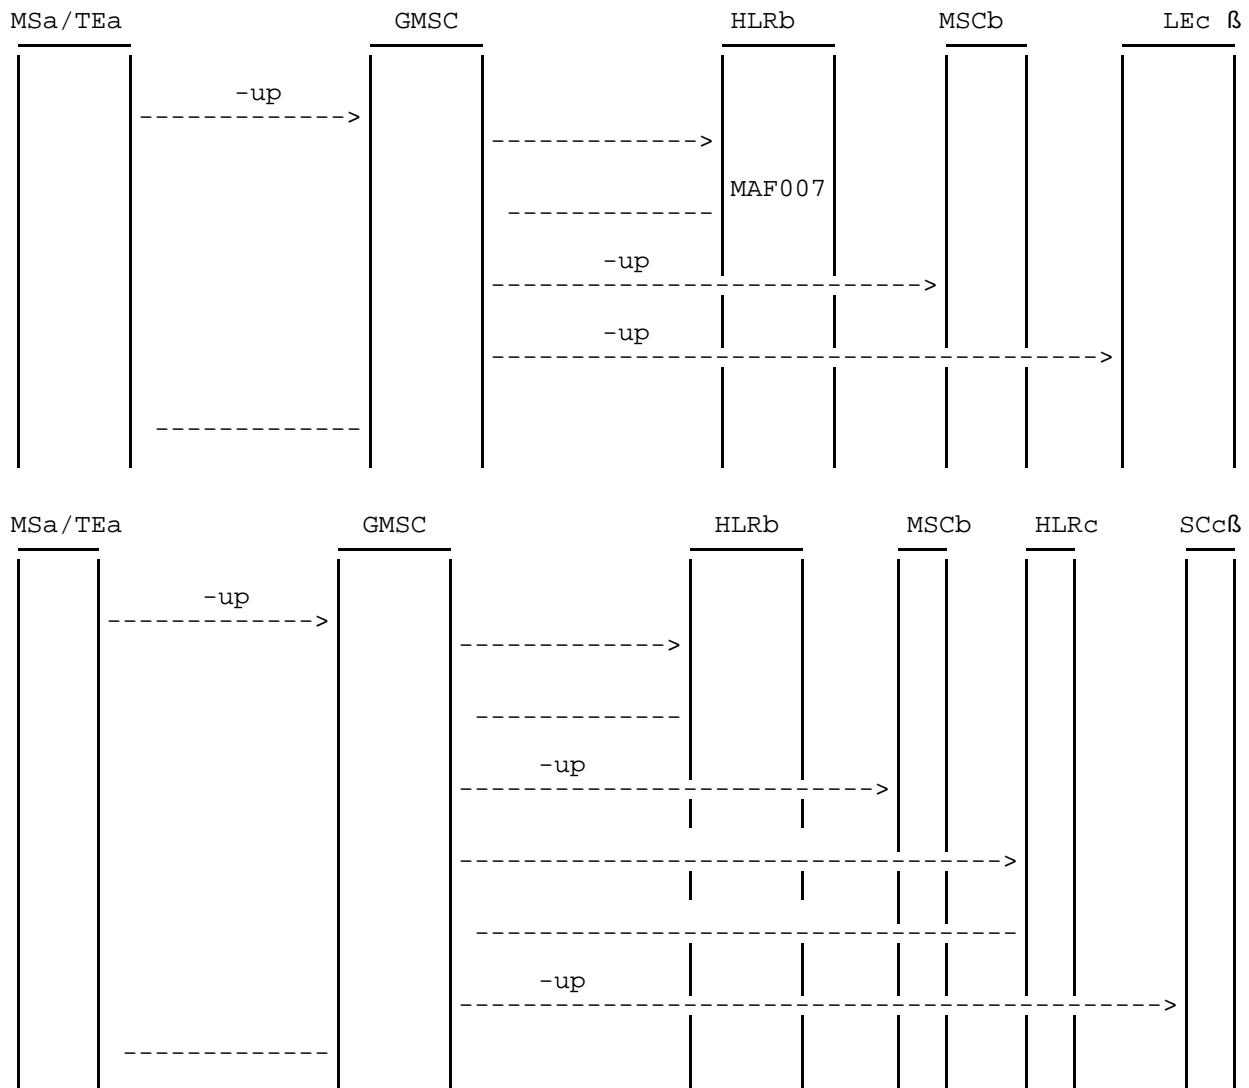 MSa/TEa GMSC HLRb MSCb LEc ß
-up
------------->
------------->
MAF007
-------------
-up
---------------------------->
-up
--------------------------------------->
-------------
MSa/TEa GMSC HLRb MSCb HLRc SCcß
-up
------------->
------------->
-------------
-up
-------------------------->
---------------------------------->
----------------------------------
-up
--------------------------------------------->
-------------